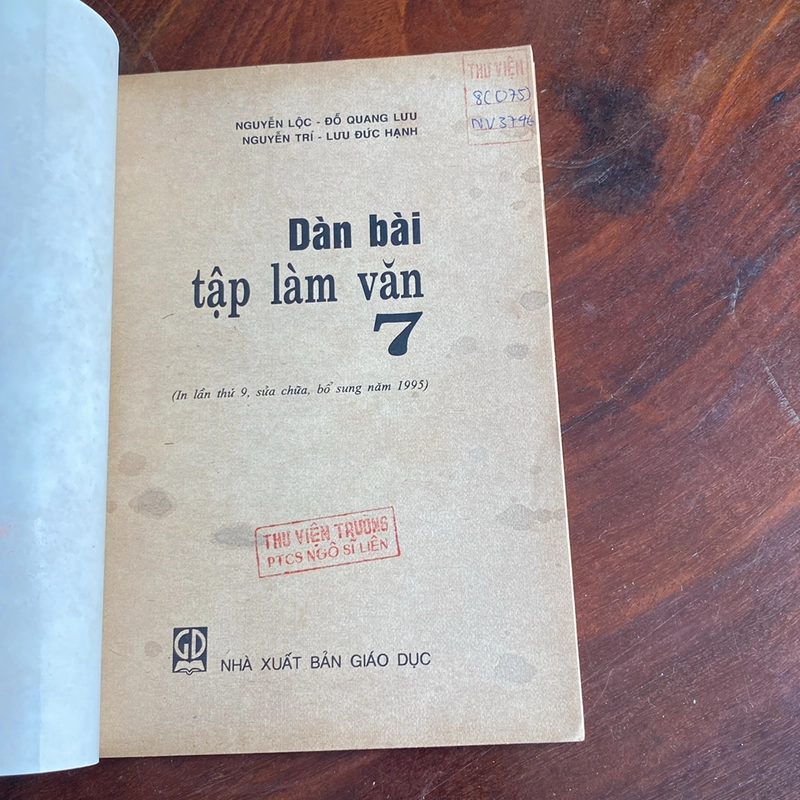 NGUYỄN LỘC - ĐỖ QUANG LƯU
NGUYỄN TRÍ - LƯU ĐỨC HẠNH
THƯ VIỆN
8(075)
NV3796
Dàn bài
tập làm văn
7
(In lần thứ 9, sửa chữa, bổ sung năm 1995)
THƯ VIỆN TRƯỜNG
PTCS NGÔ SĨ LIÊN
GD
NHÀ XUẤT BẢN GIÁO DỤC